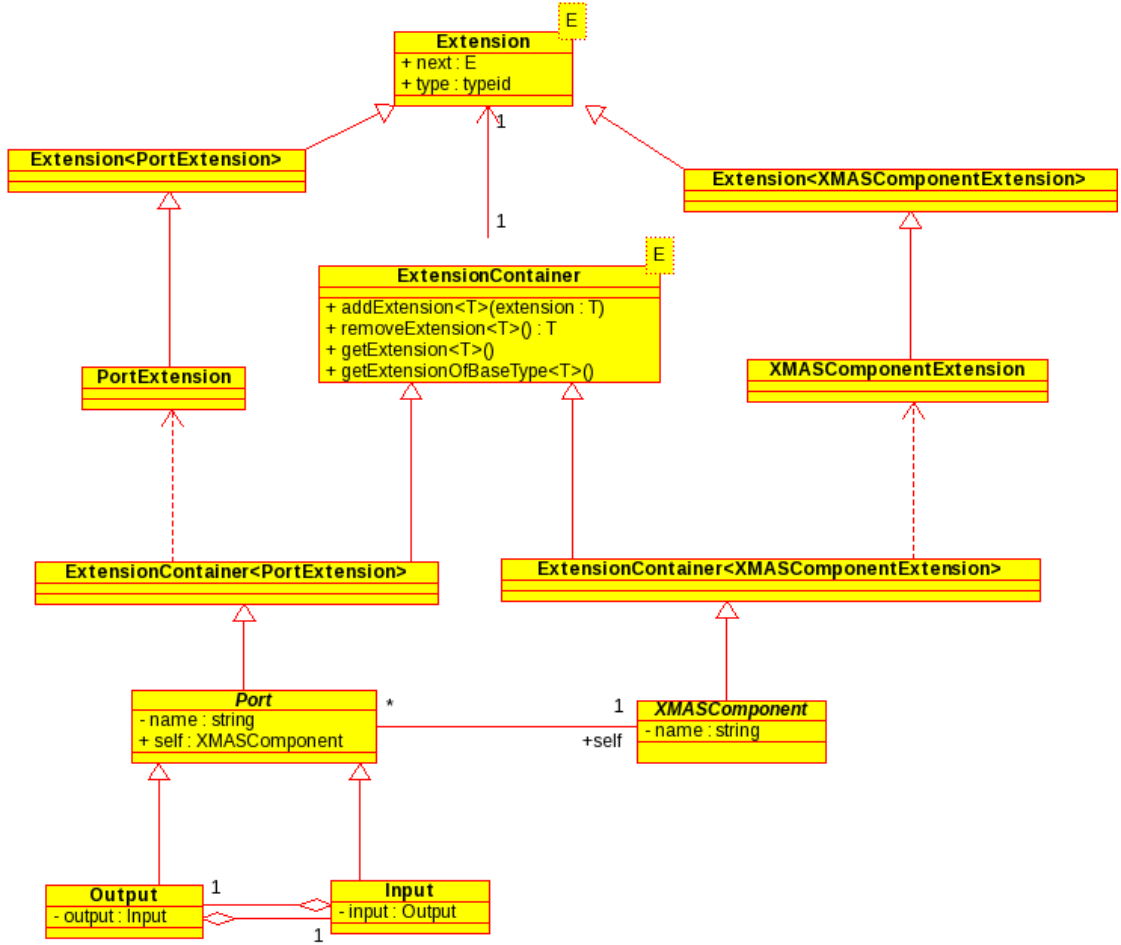 E
Extension
+ next : E
+ type : typeid
1
Extension<PortExtension>
Extension<XMASComponentExtension>
1
E
ExtensionContainer
+ addExtension<T>(extension : T)
+ removeExtension<T>() : T
+ getExtension<T>()
+ getExtensionOfBaseType<T>()
PortExtension
XMASComponentExtension
ExtensionContainer<PortExtension>
ExtensionContainer<XMASComponentExtension>
Port
- name : string
+ self : XMASComponent
*
1
+self
XMASComponent
- name : string
Output
- output : Input
1
1
Input
- input : Output